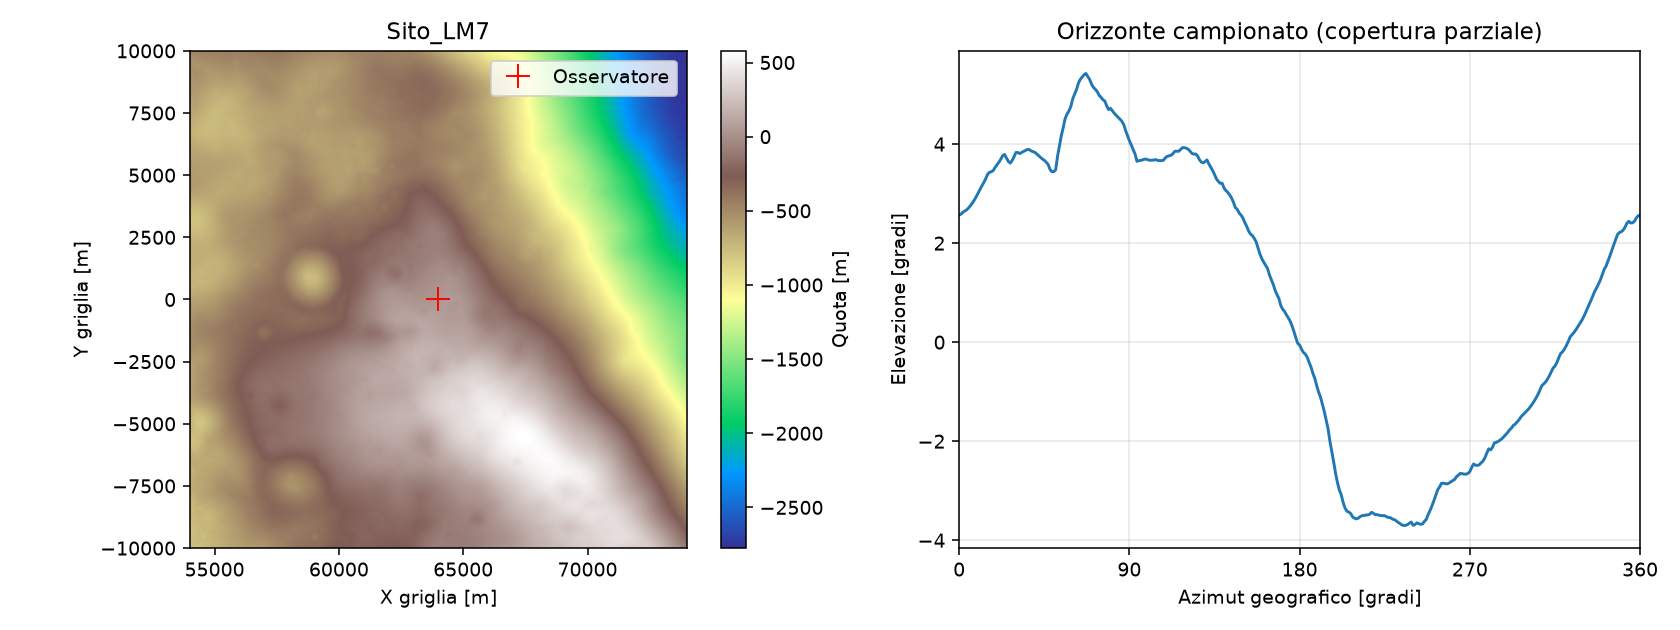 Sito_LM7
Osservatore
10000
7500
5000
2500
0
−2500
−5000
−7500
−10000
Y griglia [m]
55000 60000 65000 70000
X griglia [m]
500
0
−500
−1000
−1500
−2000
−2500
Quota [m]
Orizzonte campionato (copertura parziale)
4
2
0
−2
−4
Elevazione [gradi]
0 90 180 270 360
Azimut geografico [gradi]